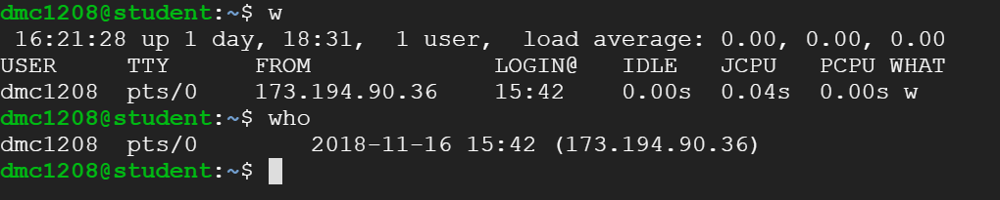 dmc1208@student:~$ w
 16:21:28 up 1 day, 18:31,  1 user,  load average: 0.00, 0.00, 0.00
USER     TTY      FROM             LOGIN@   IDLE   JCPU   PCPU WHAT
dmc1208  pts/0    173.194.90.36    15:42    0.00s  0.04s  0.00s w
dmc1208@student:~$ who
dmc1208  pts/0        2018-11-16 15:42 (173.194.90.36)
dmc1208@student:~$